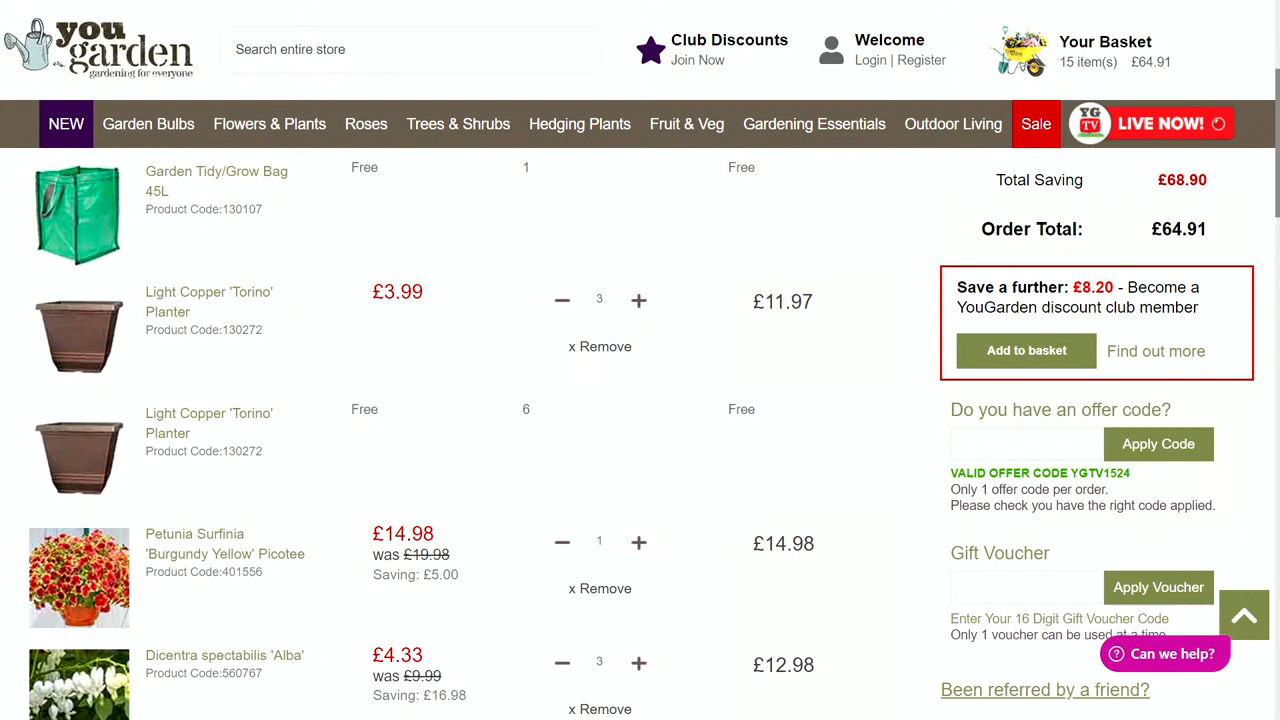 you
garden
gardening for everyone
Search entire store
Club Discounts
Join Now
Welcome
Login | Register
Your Basket
15 item(s) £64.91
NEW
Garden Bulbs
Flowers & Plants
Roses
Trees & Shrubs
Hedging Plants
Fruit & Veg
Gardening Essentials
Outdoor Living
Sale
YG
TV
LIVE NOW!
Garden Tidy/Grow Bag
45L
Product Code:130107
Free
1
Free
Light Copper 'Torino'
Planter
Product Code:130272
£3.99
3
x Remove
£11.97
Light Copper 'Torino'
Planter
Product Code:130272
Free
6
Free
Petunia Surfinia
'Burgundy Yellow' Picotee
Product Code:401556
£14.98
was £19.98
Saving: £5.00
1
x Remove
£14.98
Dicentra spectabilis 'Alba'
Product Code:560767
£4.33
was £9.99
Saving: £16.98
3
x Remove
£12.98
Total Saving £68.90
Order Total: £64.91
Save a further: £8.20 - Become a
YouGarden discount club member
Add to basket
Find out more
Do you have an offer code?
Apply Code
VALID OFFER CODE YGTV1524
Only 1 offer code per order.
Please check you have the right code applied.
Gift Voucher
Apply Voucher
Enter Your 16 Digit Gift Voucher Code
Only 1 voucher can be used at a time
Can we help?
Been referred by a friend?